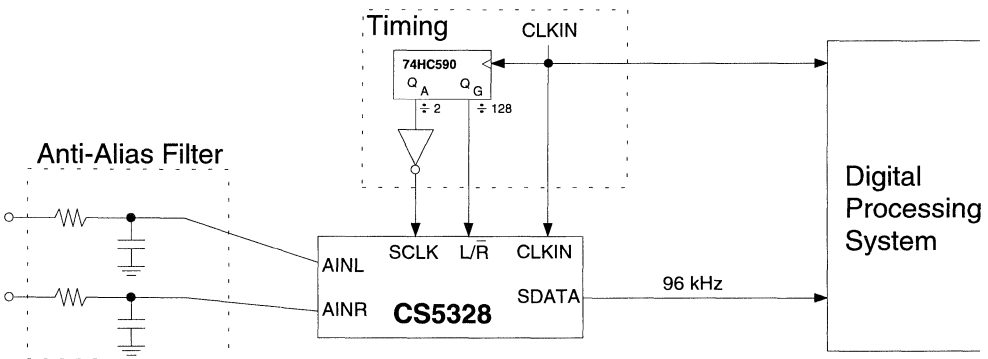 Timing
CLKIN
74HC590
Q A
Q G
÷ 2
÷ 128
Anti-Alias Filter
Digital
Processing
System
SCLK
L/R̅
CLKIN
AINL
SDATA
96 kHz
AINR
CS5328